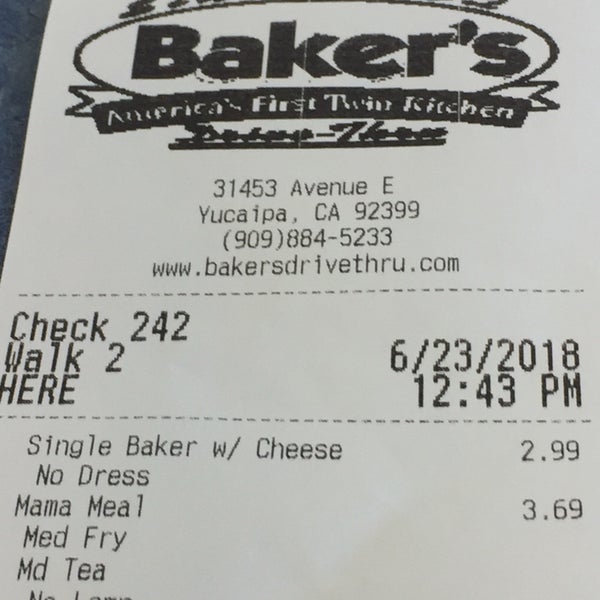 Baker's
America's First Twin Kitchen
Drive-Thru
31453 Avenue E
Yucaipa, CA 92399
(909)884-5233
www.bakersdrivethru.com
Check 242
Walk 2 6/23/2018
HERE 12:43 PM
Single Baker w/ Cheese 2.99
No Dress
Mama Meal 3.69
Med Fry
Md Tea